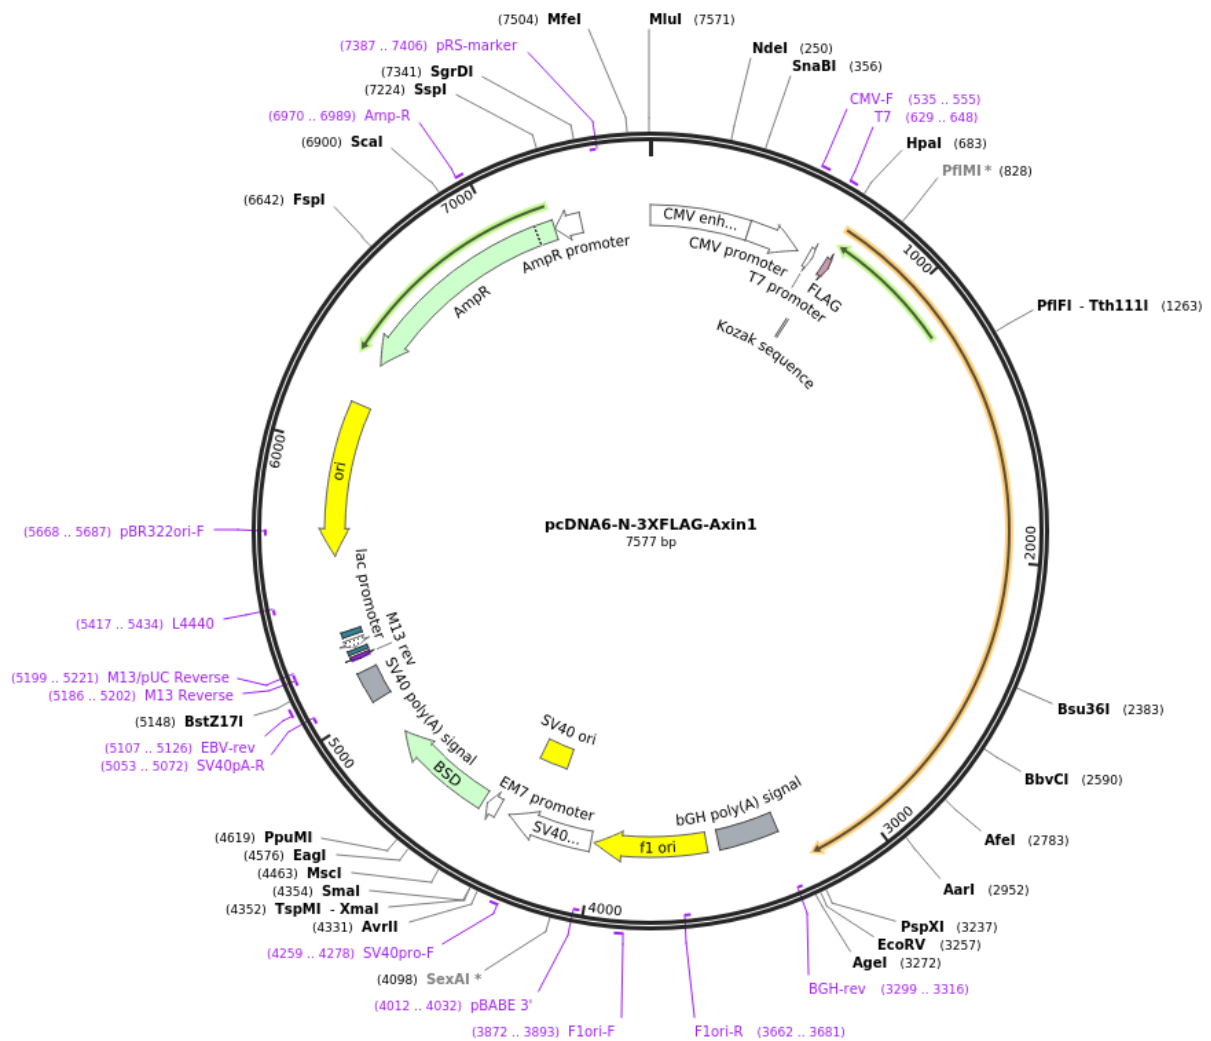 (7504) MfeI
MluI (7571)
(7387 .. 7406) pRS-marker
NdeI (250)
(7341) SgrDI
SnaBI (356)
(7224) SspI
CMV-F (535 .. 555)
(6970 .. 6989) Amp-R
T7 (629 .. 648)
(6900) ScaI
HpaI (683)
PflMI * (828)
(6642) FspI
7000
CMV enh...
CMV promoter
AmpR promoter
T7 promoter
FLAG
1000
AmpR
Kozak sequence
PflFI - Tth111I (1263)
6000
ori
pcDNA6-N-3XFLAG-Axin1
7577 bp
(5668 .. 5687) pBR322ori-F
2000
lac promoter
(5417 .. 5434) L4440
M13 rev
(5199 .. 5221) M13/pUC Reverse
(5186 .. 5202) M13 Reverse
SV40 poly(A) signal
(5148) BstZ17I
Bsu36I (2383)
(5107 .. 5126) EBV-rev
(5053 .. 5072) SV40pA-R
5000
SV40 ori
BSD
BbvCI (2590)
EM7 promoter
bGH poly(A) signal
SV40...
f1 ori
3000
(4619) PpuMI
AfeI (2783)
(4576) EagI
(4463) MscI
(4354) SmaI
AarI (2952)
(4352) TspMI - XmaI
4000
(4331) AvrII
PspXI (3237)
EcoRV (3257)
(4259 .. 4278) SV40pro-F
AgeI (3272)
(4098) SexAI *
BGH-rev (3299 .. 3316)
(4012 .. 4032) pBABE 3'
(3872 .. 3893) F1ori-F
F1ori-R (3662 .. 3681)